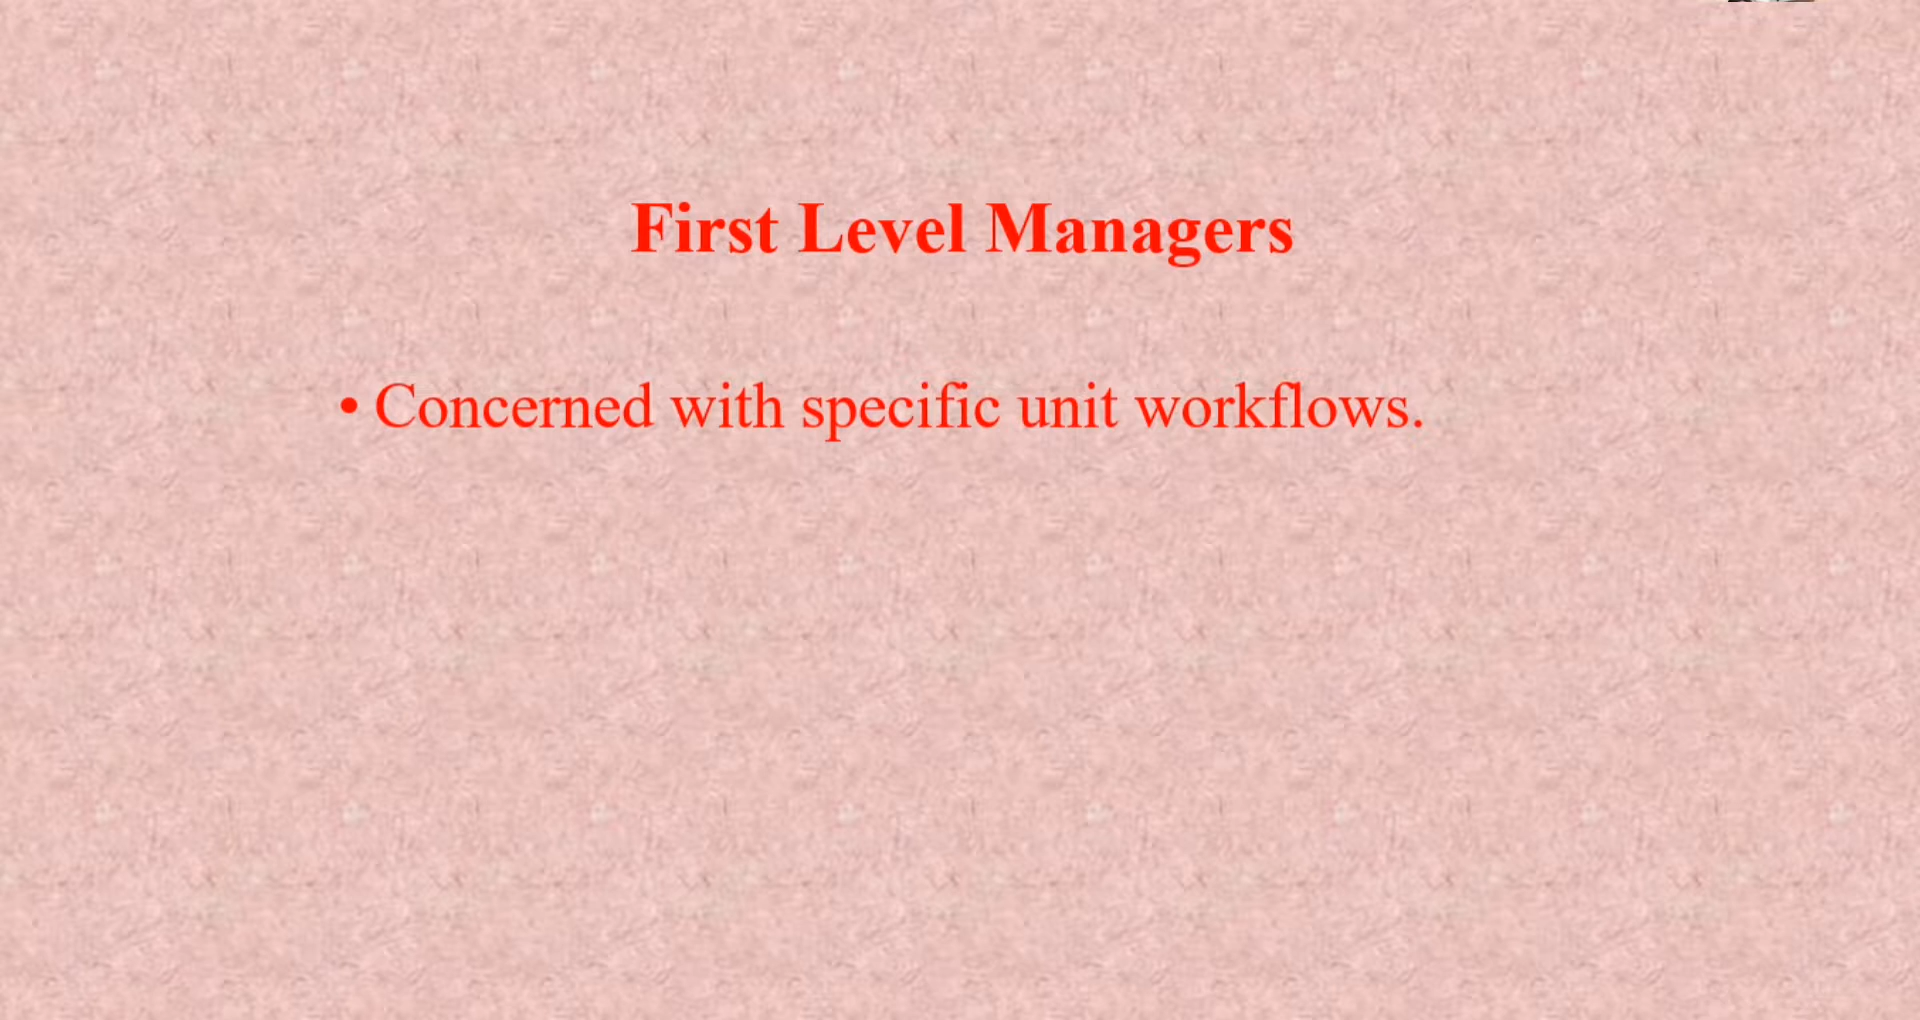 First Level Managers
• Concerned with specific unit workflows.